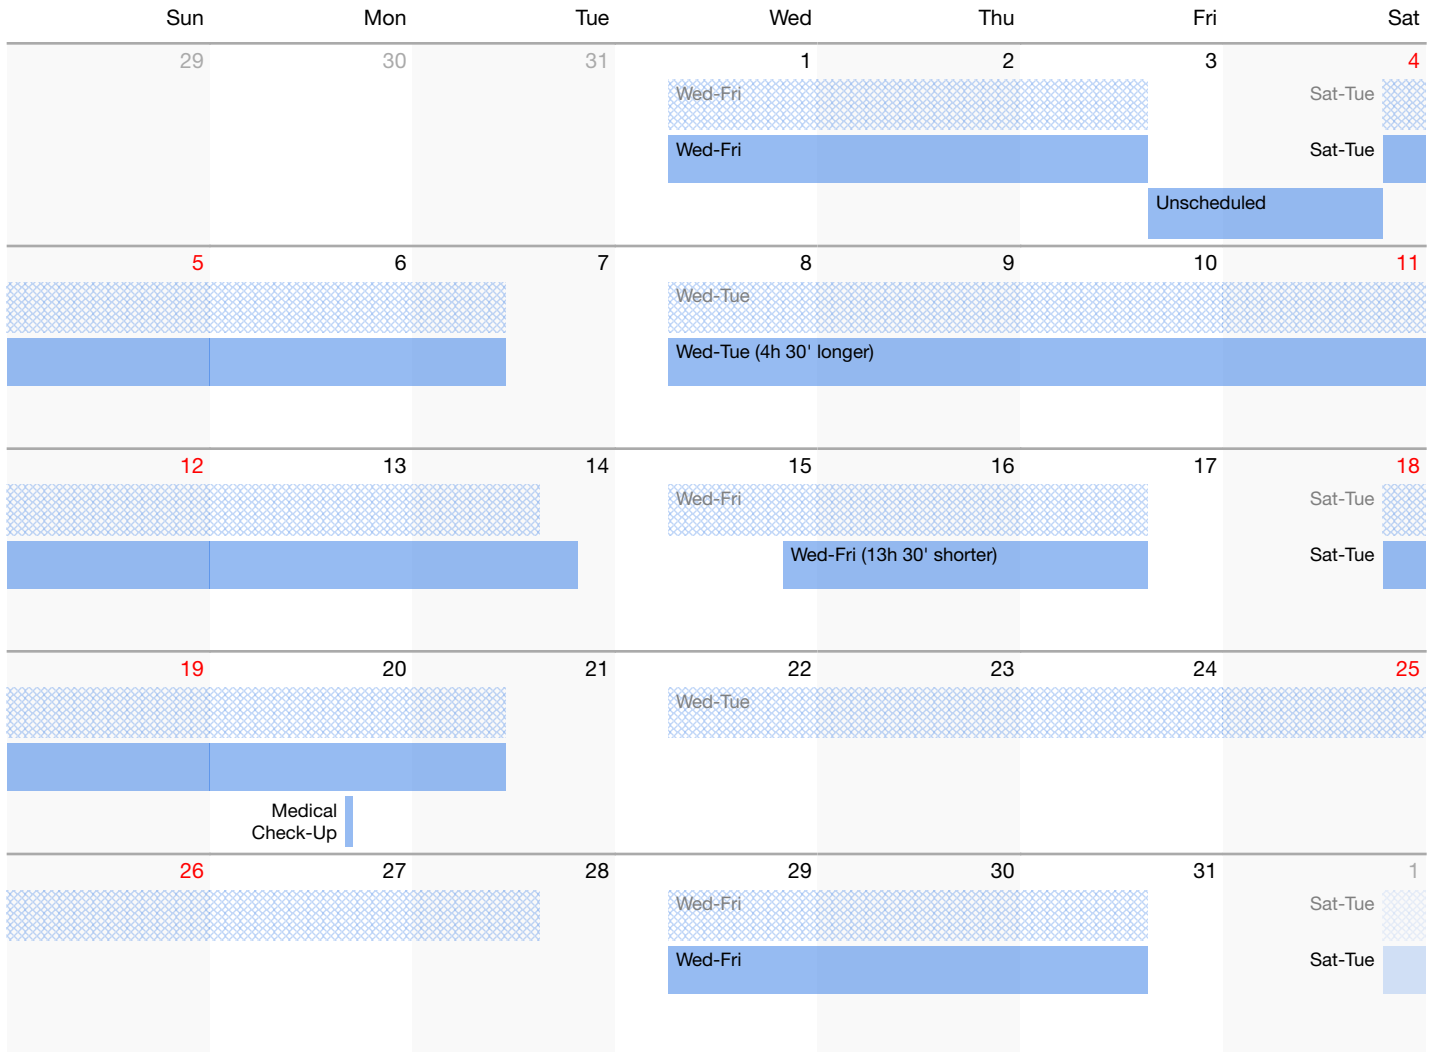 Sun Mon Tue Wed Thu Fri Sat
29 30 31 1 2 3 4
Wed-Fri Sat-Tue
Wed-Fri Sat-Tue
Unscheduled
5 6 7 8 9 10 11
Wed-Tue
Wed-Tue (4h 30' longer)
12 13 14 15 16 17 18
Wed-Fri Sat-Tue
Wed-Fri (13h 30' shorter) Sat-Tue
19 20 21 22 23 24 25
Wed-Tue
Medical
Check-Up
26 27 28 29 30 31 1
Wed-Fri Sat-Tue
Wed-Fri Sat-Tue